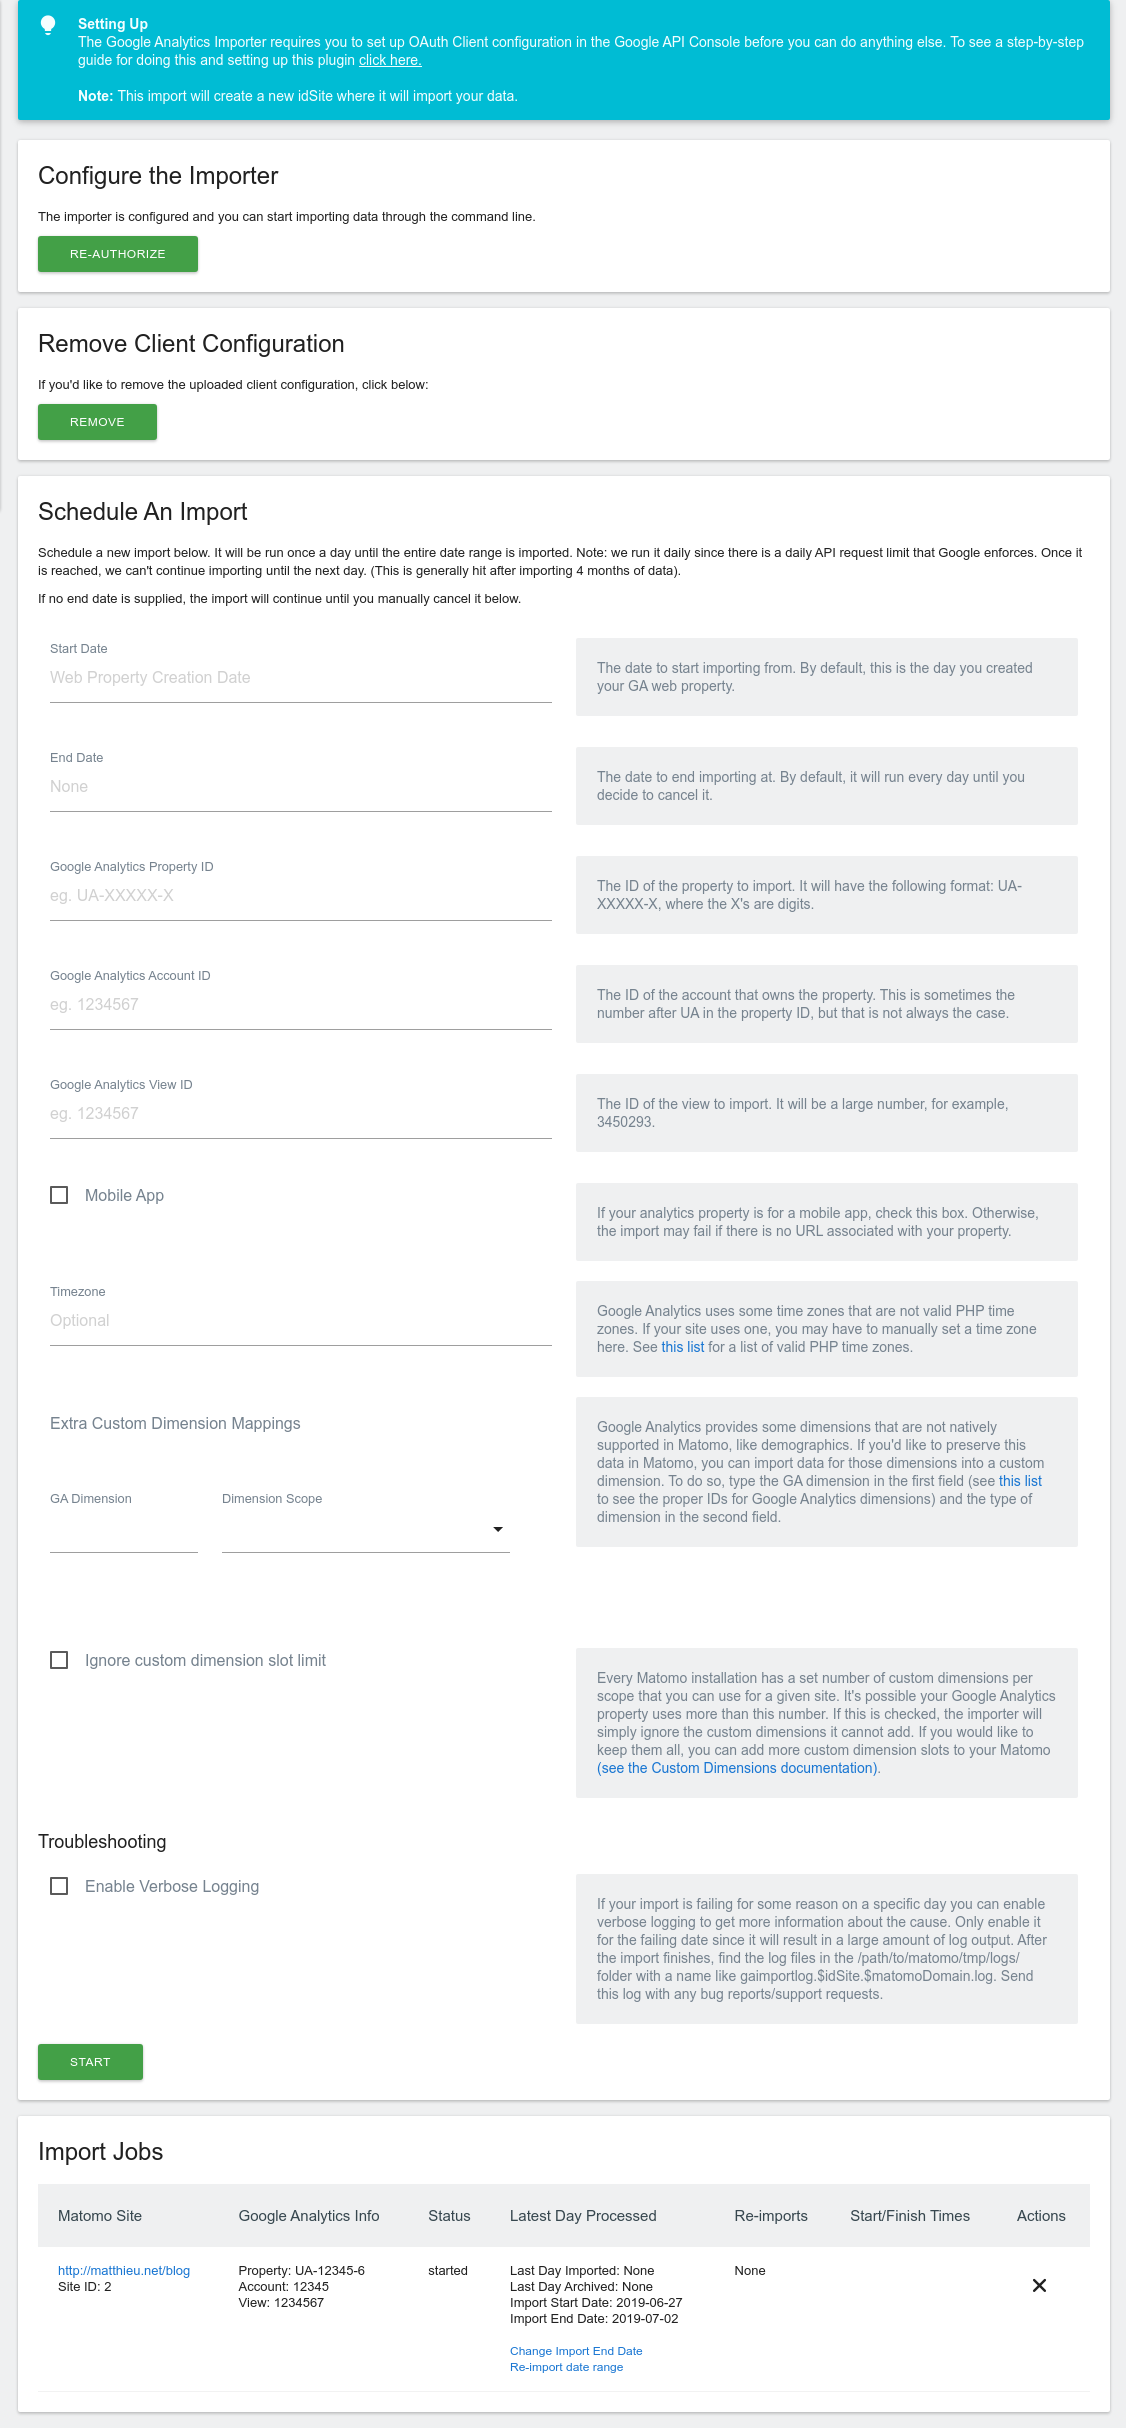 Setting Up
The Google Analytics Importer requires you to set up OAuth Client configuration in the Google API Console before you can do anything else. To see a step-by-step
guide for doing this and setting up this plugin click here.
Note: This import will create a new idSite where it will import your data.
Configure the Importer
The importer is configured and you can start importing data through the command line.
RE-AUTHORIZE
Remove Client Configuration
If you'd like to remove the uploaded client configuration, click below:
REMOVE
Schedule An Import
Schedule a new import below. It will be run once a day until the entire date range is imported. Note: we run it daily since there is a daily API request limit that Google enforces. Once it
is reached, we can't continue importing until the next day. (This is generally hit after importing 4 months of data).
If no end date is supplied, the import will continue until you manually cancel it below.
Start Date
Web Property Creation Date
The date to start importing from. By default, this is the day you created
your GA web property.
End Date
None
The date to end importing at. By default, it will run every day until you
decide to cancel it.
Google Analytics Property ID
eg. UA-XXXXX-X
The ID of the property to import. It will have the following format: UA-
XXXXX-X, where the X's are digits.
Google Analytics Account ID
eg. 1234567
The ID of the account that owns the property. This is sometimes the
number after UA in the property ID, but that is not always the case.
Google Analytics View ID
eg. 1234567
The ID of the view to import. It will be a large number, for example,
3450293.
Mobile App
If your analytics property is for a mobile app, check this box. Otherwise,
the import may fail if there is no URL associated with your property.
Timezone
Optional
Google Analytics uses some time zones that are not valid PHP time
zones. If your site uses one, you may have to manually set a time zone
here. See this list for a list of valid PHP time zones.
Extra Custom Dimension Mappings
GA Dimension Dimension Scope
Google Analytics provides some dimensions that are not natively
supported in Matomo, like demographics. If you'd like to preserve this
data in Matomo, you can import data for those dimensions into a custom
dimension. To do so, type the GA dimension in the first field (see this list
to see the proper IDs for Google Analytics dimensions) and the type of
dimension in the second field.
Ignore custom dimension slot limit
Every Matomo installation has a set number of custom dimensions per
scope that you can use for a given site. It's possible your Google Analytics
property uses more than this number. If this is checked, the importer will
simply ignore the custom dimensions it cannot add. If you would like to
keep them all, you can add more custom dimension slots to your Matomo
(see the Custom Dimensions documentation).
Troubleshooting
Enable Verbose Logging
If your import is failing for some reason on a specific day you can enable
verbose logging to get more information about the cause. Only enable it
for the failing date since it will result in a large amount of log output. After
the import finishes, find the log files in the /path/to/matomo/tmp/logs/
folder with a name like gaimportlog.$idSite.$matomoDomain.log. Send
this log with any bug reports/support requests.
START
Import Jobs
Matomo Site Google Analytics Info Status Latest Day Processed Re-imports Start/Finish Times Actions
http://matthieu.net/blog Property: UA-12345-6 started Last Day Imported: None None
Site ID: 2 Account: 12345 Last Day Archived: None
View: 1234567 Import Start Date: 2019-06-27
Import End Date: 2019-07-02
Change Import End Date
Re-import date range